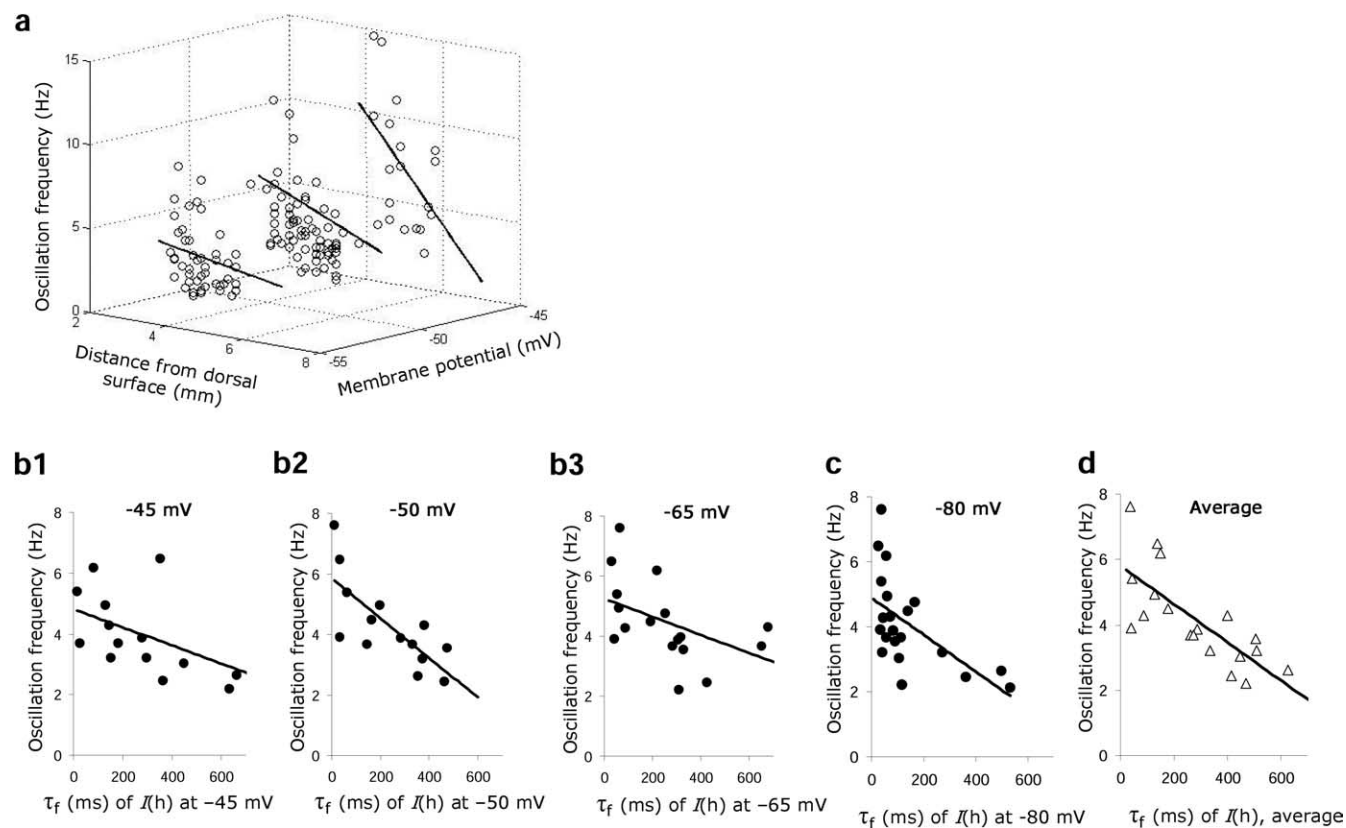 a
15
10
5
0
Oscillation frequency (Hz)
2
4
6
8
Distance from dorsal
surface (mm)
-55
-50
-45
Membrane potential (mV)
b1
-45 mV
Oscillation frequency (Hz)
8
6
4
2
0
0 200 400 600
τf (ms) of I(h) at −45 mV
b2
-50 mV
Oscillation frequency (Hz)
8
6
4
2
0
0 200 400 600
τf (ms) of I(h) at −50 mV
b3
-65 mV
Oscillation frequency (Hz)
8
6
4
2
0
0 200 400 600
τf (ms) of I(h) at −65 mV
c
-80 mV
Oscillation frequency (Hz)
8
6
4
2
0
0 200 400 600
τf (ms) of I(h) at -80 mV
d
Average
Oscillation frequency (Hz)
8
6
4
2
0
0 200 400 600
τf (ms) of I(h), average